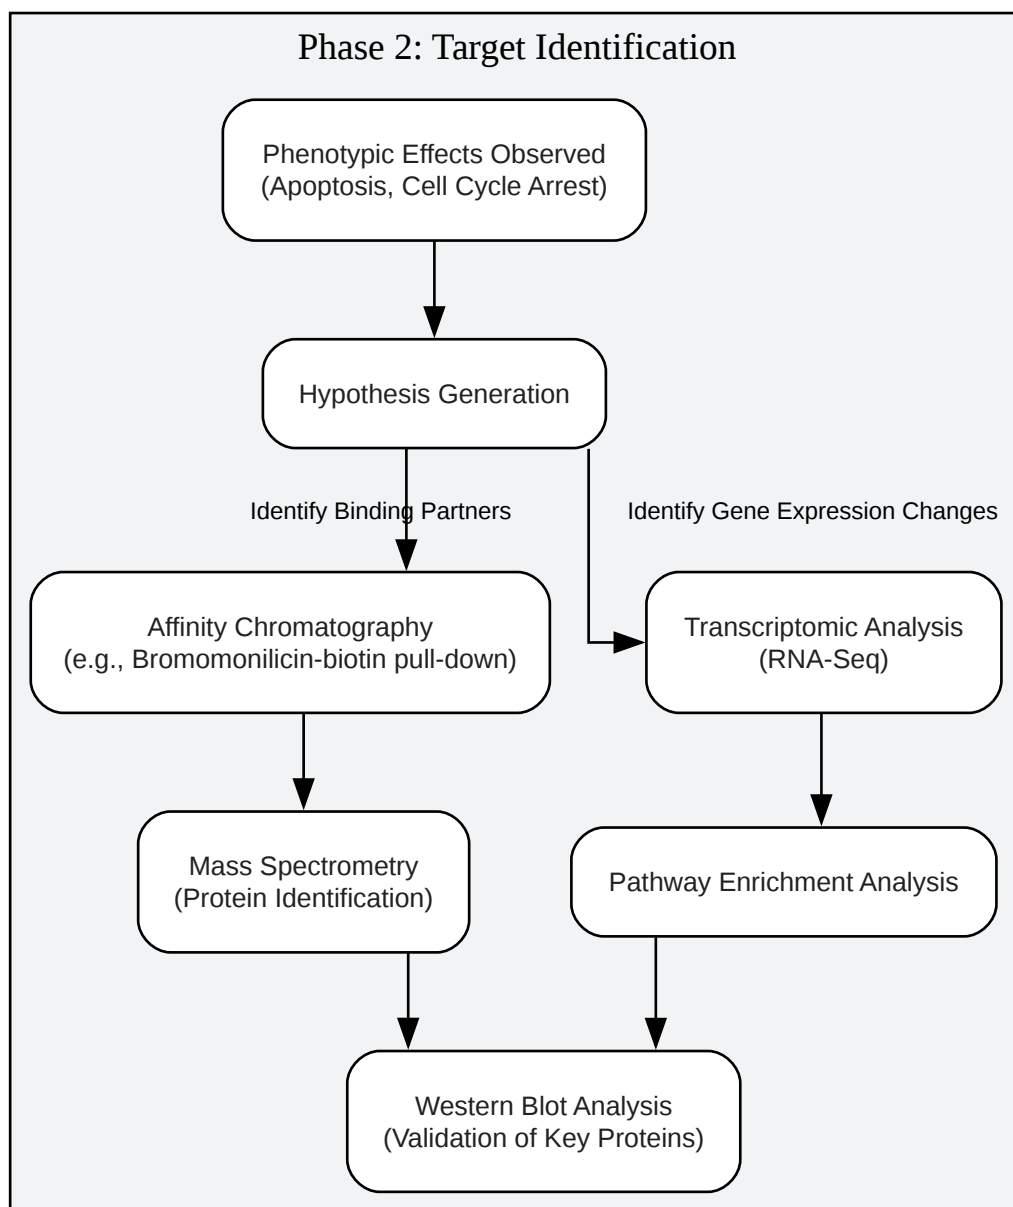 Phase 2: Target Identification
Phenotypic Effects Observed
(Apoptosis, Cell Cycle Arrest)
Hypothesis Generation
Identify Binding Partners
Identify Gene Expression Changes
Affinity Chromatography
(e.g., Bromomonilicin-biotin pull-down)
Transcriptomic Analysis
(RNA-Seq)
Mass Spectrometry
(Protein Identification)
Pathway Enrichment Analysis
Western Blot Analysis
(Validation of Key Proteins)